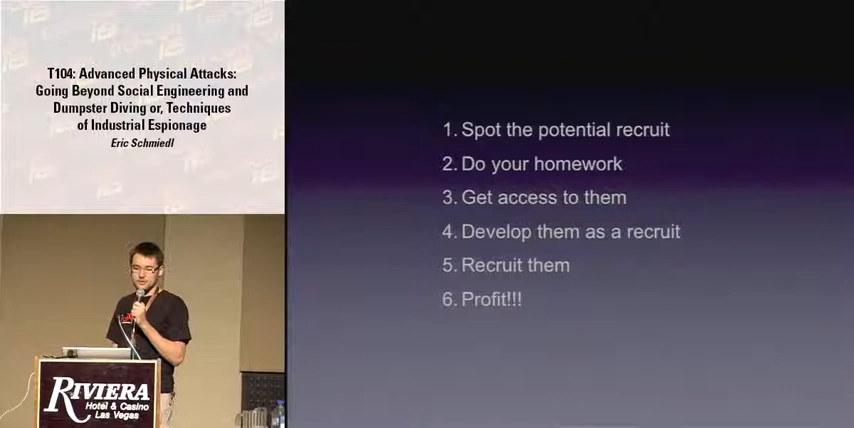 T104: Advanced Physical Attacks:
Going Beyond Social Engineering and
Dumpster Diving or, Techniques
of Industrial Espionage
Eric Schmiedl
1. Spot the potential recruit
2. Do your homework
3. Get access to them
4. Develop them as a recruit
5. Recruit them
6. Profit!!!
RIVIERA
Hotel & Casino
Las Vegas